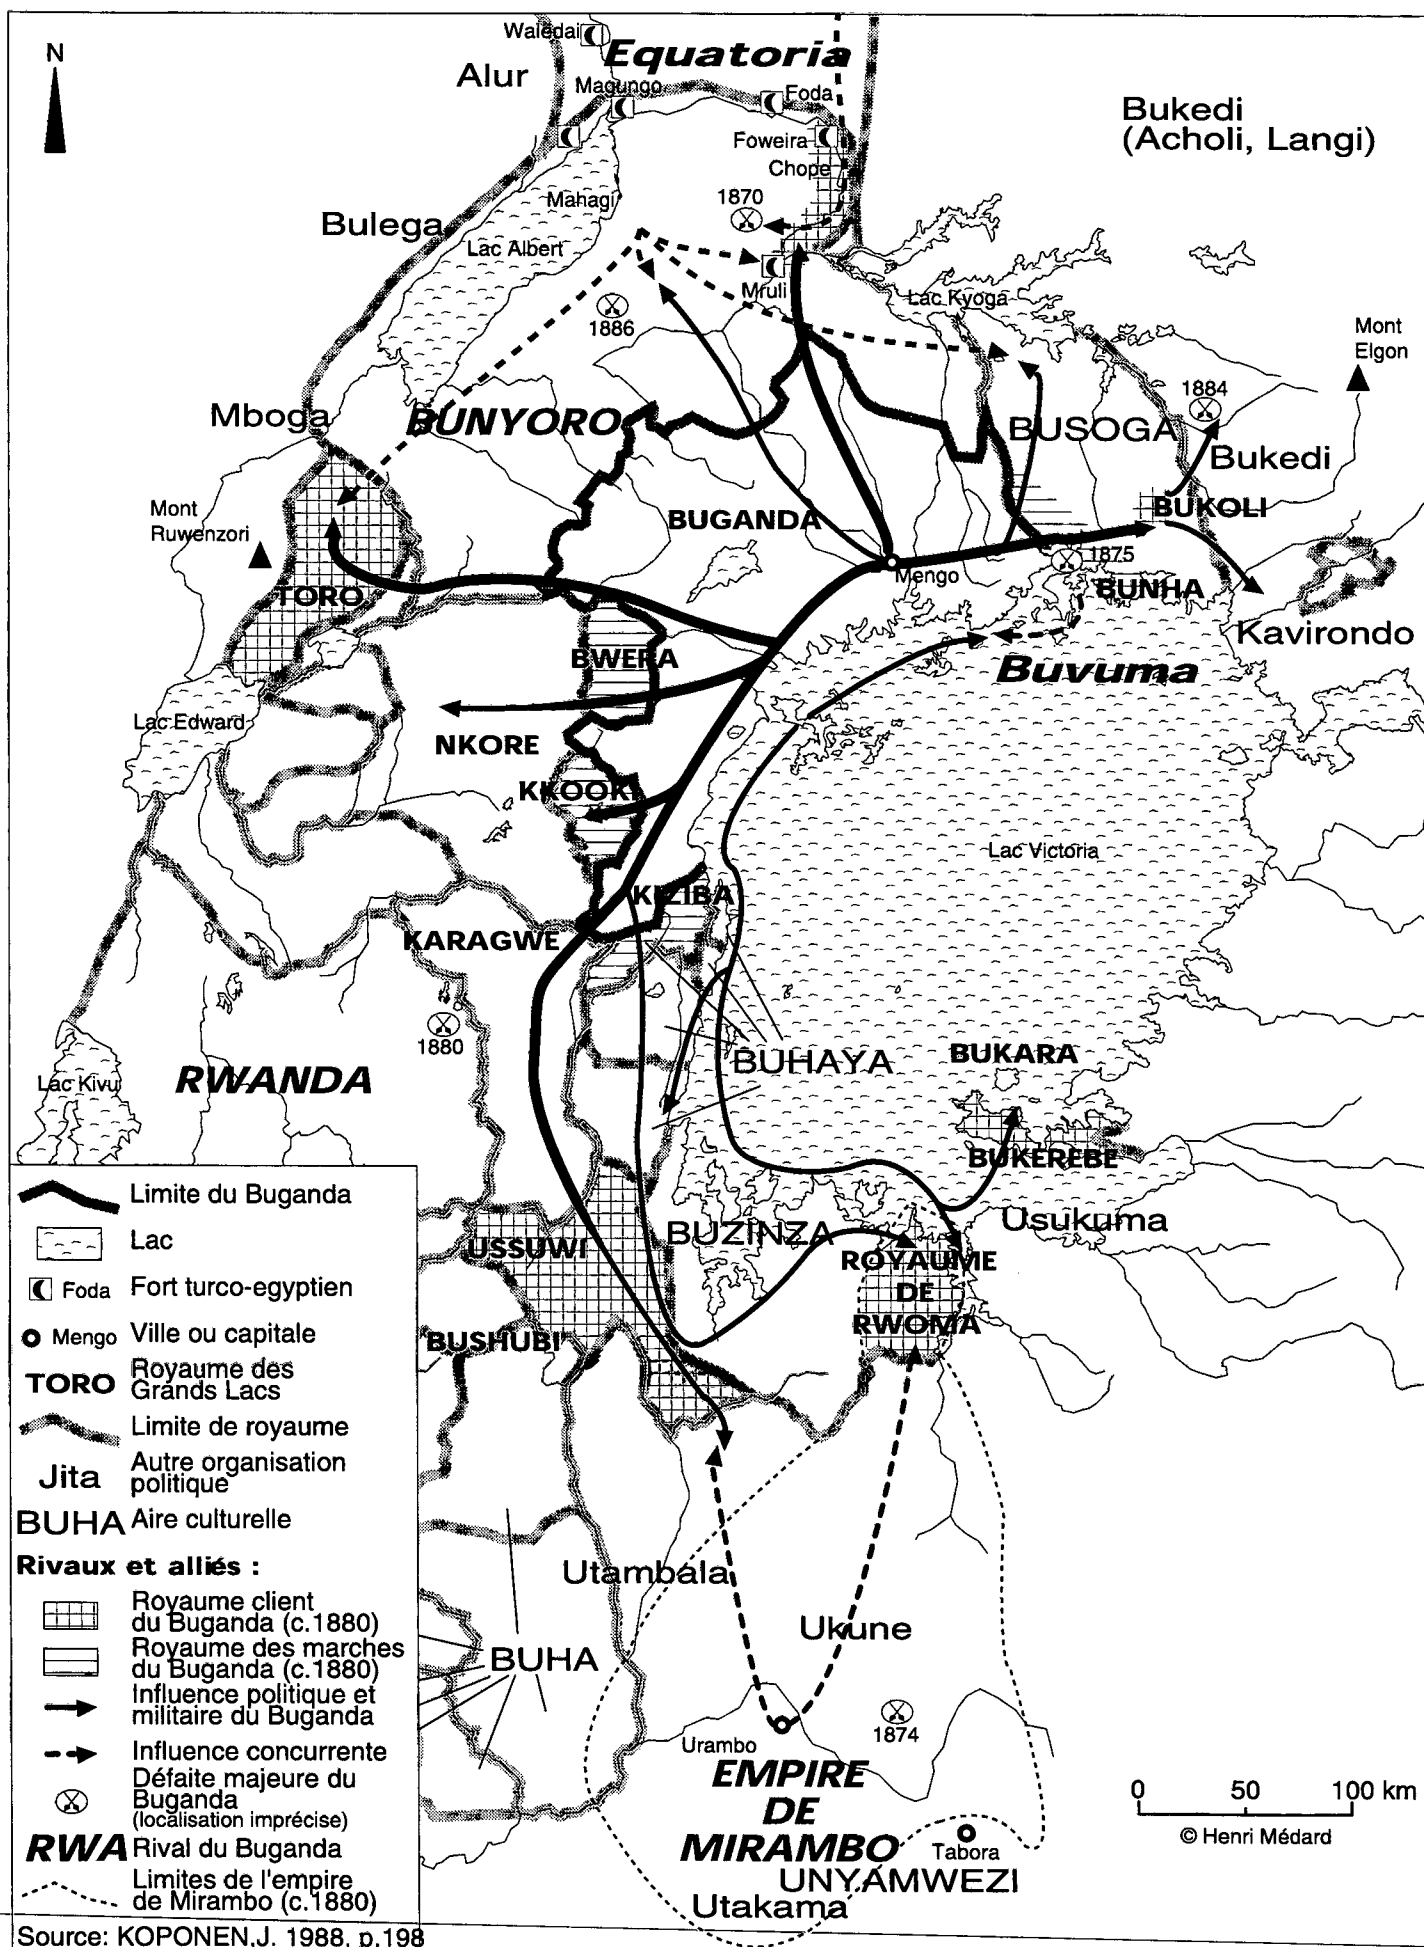 N
Waledai
Equatoria
Alur
Magungo
Foda
Bukedi
(Acholi, Langi)
Foweira
Chope
1870
Mahagi
Bulega
Lac Albert
Mruli
Lac Kyoga
1886
Mont
Elgon
1884
Mboga
BUNYORO
BUSOGA
Bukedi
Mont
Ruwenzori
BUGANDA
BUKOLI
1875
Mengo
BUNHA
TORO
Kavirondo
BWERA
Buvuma
Lac Edward
NKORE
KKOOKI
Lac Victoria
KIZIBA
KARAGWE
1880
BUHAYA
BUKARA
RWANDA
Lac Kivu
BUKEREBE
Usukuma
BUZINZA
USSUWI
ROYAUME
DE
RWOMA
BUSHUBI
Limite du Buganda
Lac
Foda Fort turco-egyptien
Mengo Ville ou capitale
TORO Royaume des
Grands Lacs
Limite de royaume
Jita Autre organisation
politique
BUHA Aire culturelle
Rivaux et alliés :
Royaume client
du Buganda (c.1880)
Royaume des marches
du Buganda (c.1880)
Influence politique et
militaire du Buganda
Influence concurrente
Défaite majeure du
Buganda
(localisation imprécise)
RWA Rival du Buganda
Limites de l'empire
de Mirambo (c.1880)
Utambala
Ukune
BUHA
1874
Urambo
EMPIRE
DE
MIRAMBO
Tabora
UNYAMWEZI
Utakama
0 50 100 km
© Henri Médard
Source: KOPONEN,J. 1988, p.198